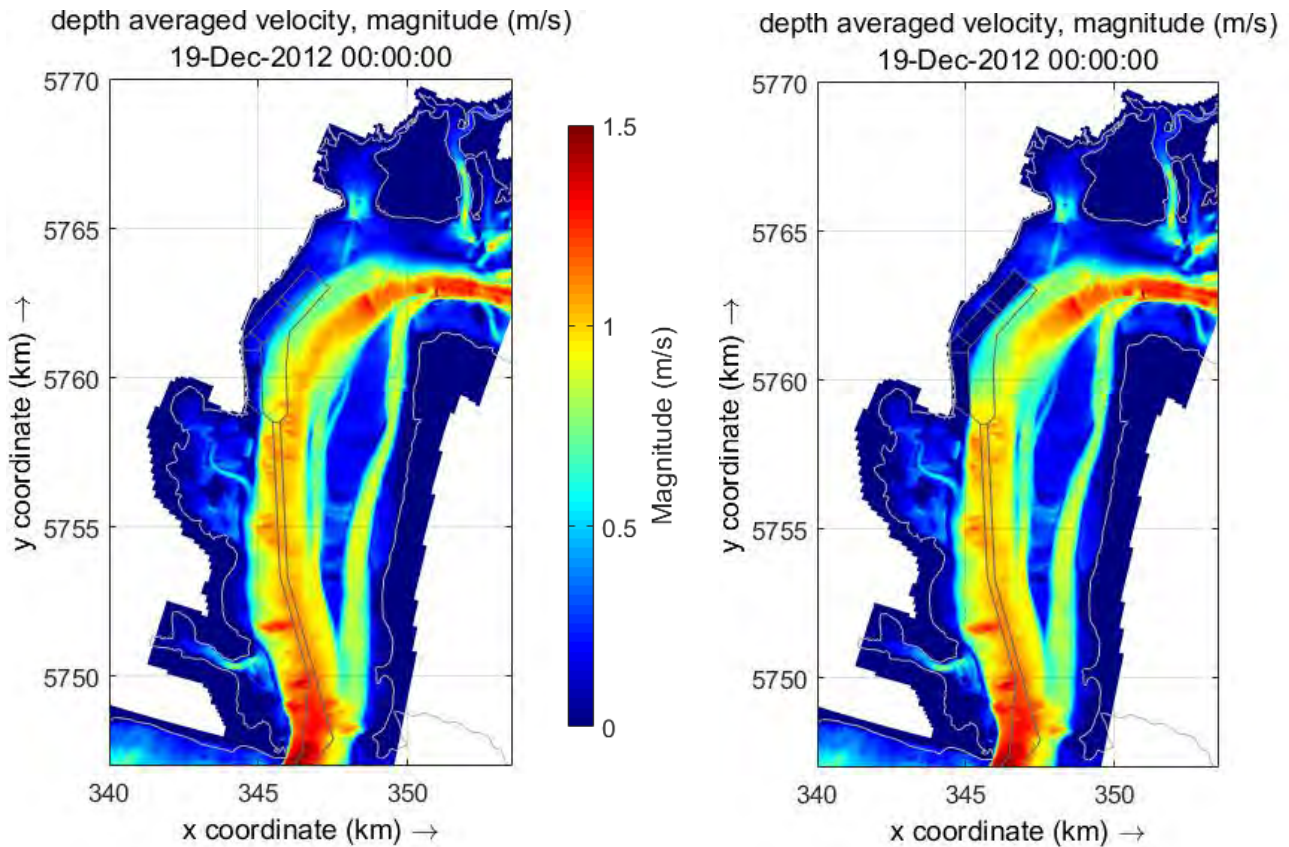 depth averaged velocity, magnitude (m/s)
19-Dec-2012 00:00:00
5770
5765
5760
5755
5750
340
345
350
x coordinate (km) →
y coordinate (km) →
1.5
1
0.5
0
Magnitude (m/s)
depth averaged velocity, magnitude (m/s)
19-Dec-2012 00:00:00
5770
5765
5760
5755
5750
340
345
350
x coordinate (km) →
y coordinate (km) →